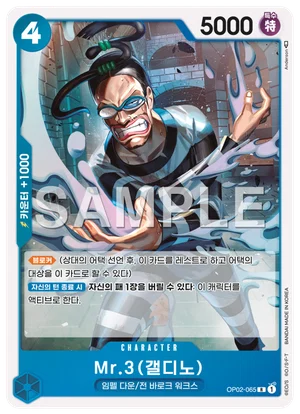 4
5000
특수
特
Anderson
카운터 +1000
SAMPLE
블로커 (상대의 어택 선언 후, 이 카드를 레스트로 하고 어택의
대상을 이 카드로 할 수 있다)
자신의 턴 종료 시 자신의 패 1장을 버릴 수 있다. 이 캐릭터를
액티브로 한다.
BANDAI MADE IN KOREA
CHARACTER
Mr.3(갤디노)
임펠 다운/전 바로크 워크스
OP02-065 R 1